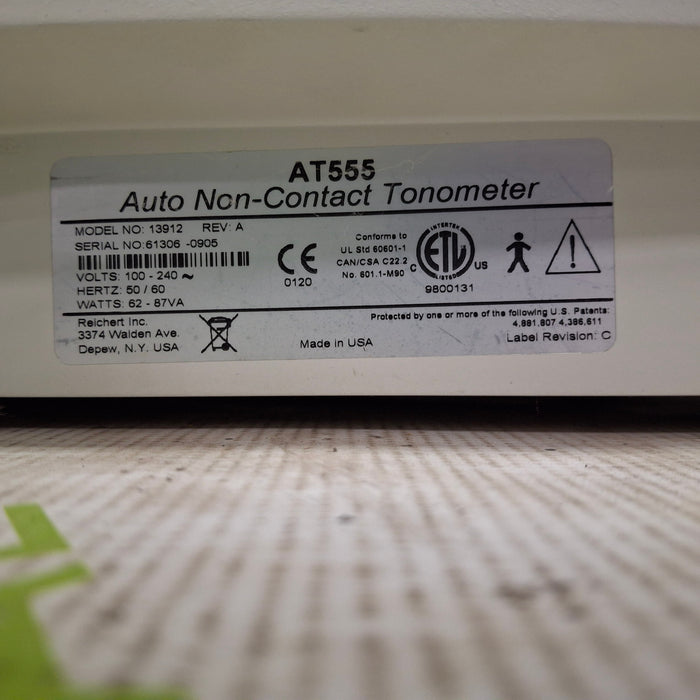 AT555
Auto Non-Contact Tonometer
MODEL NO: 13912 REV: A
SERIAL NO:61306 -0905
VOLTS: 100 - 240 ~
HERTZ: 50 / 60
WATTS: 62 - 87VA
CE
0120
Conforms to
UL Std 60601-1
CAN/CSA C22.2
No. 601.1-M90
INTERTEK
C ETL US
LISTED
9800131
Reichert Inc.
3374 Walden Ave.
Depew, N.Y. USA
Made in USA
Protected by one or more of the following U.S. Patents:
4,881,807 4,386,611
Label Revision: C